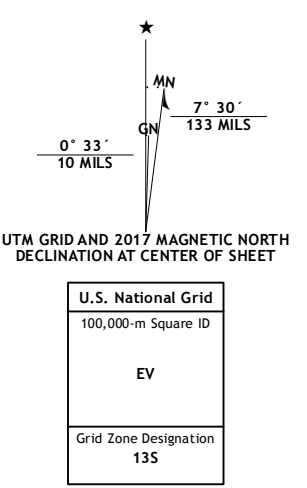 ★
MN
7° 30´
133 MILS
GN
0° 33´
10 MILS
UTM GRID AND 2017 MAGNETIC NORTH
DECLINATION AT CENTER OF SHEET
U.S. National Grid
100,000-m Square ID
EV
Grid Zone Designation
13S